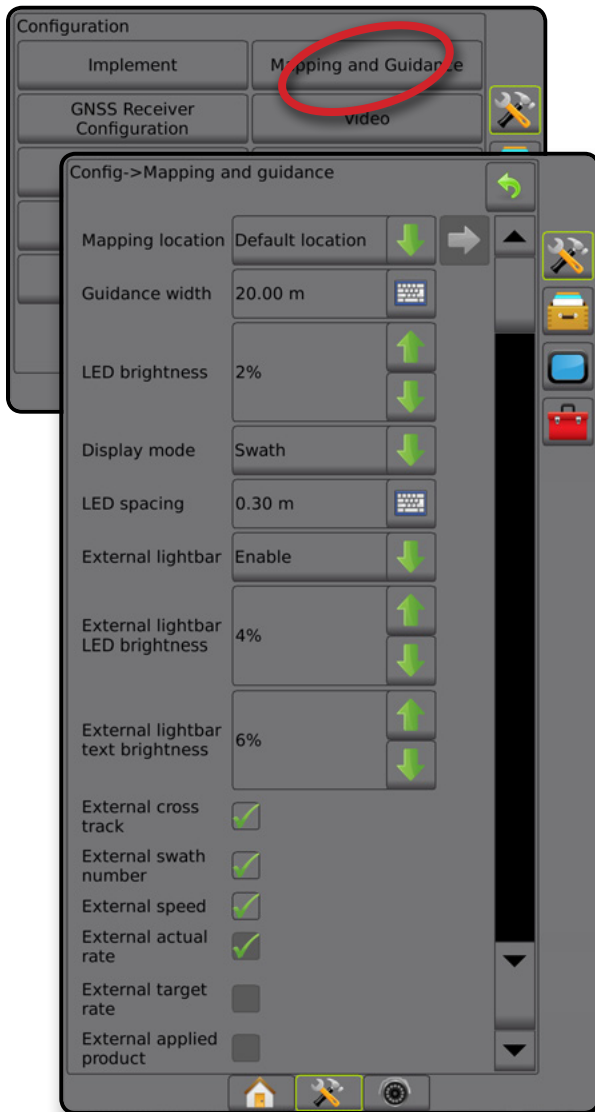 Configuration
Implement
Mapping and Guidance
GNSS Receiver
Configuration
Video
Config->Mapping and guidance
Mapping location
Default location
Guidance width
20.00 m
LED brightness
2%
Display mode
Swath
LED spacing
0.30 m
External lightbar
Enable
External lightbar
LED brightness
4%
External lightbar
text brightness
6%
External cross
track
External swath
number
External speed
External actual
rate
External target
rate
External applied
product